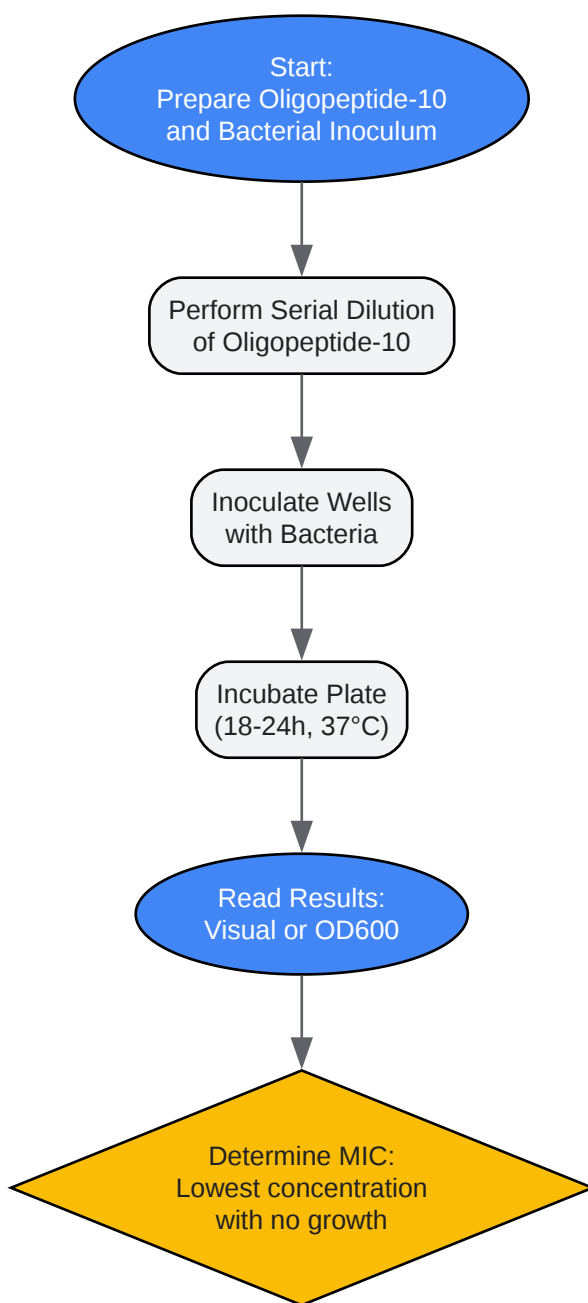 Start:
Prepare Oligopeptide-10
and Bacterial Inoculum
Perform Serial Dilution
of Oligopeptide-10
Inoculate Wells
with Bacteria
Incubate Plate
(18-24h, 37°C)
Read Results:
Visual or OD600
Determine MIC:
Lowest concentration
with no growth